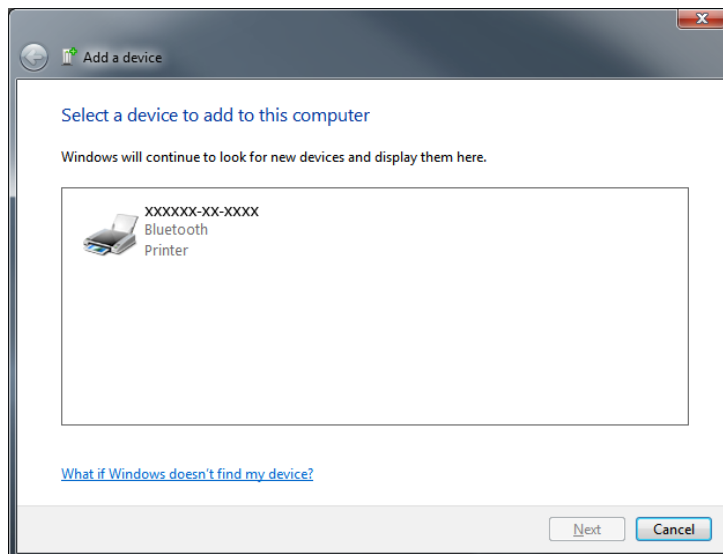 Add a device
Select a device to add to this computer
Windows will continue to look for new devices and display them here.
XXXXXX-XX-XXXX
Bluetooth
Printer
What if Windows doesn't find my device?
Next
Cancel